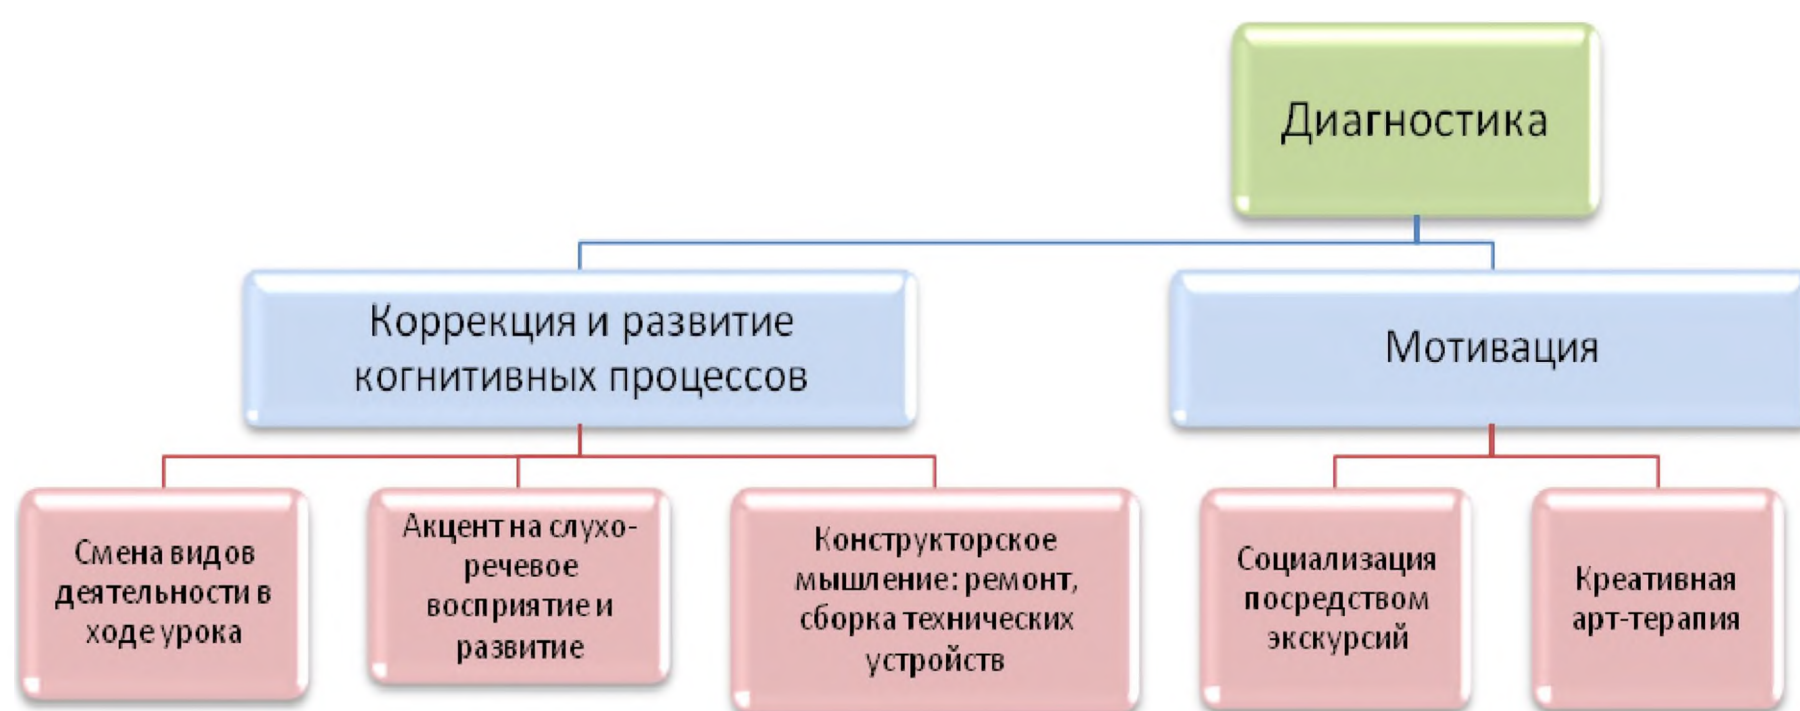 Диагностика
Коррекция и развитие
когнитивных процессов
Мотивация
Смена видов
деятельности в
ходе урока
Акцент на слухо-
речевое
восприятие и
развитие
Конструкторское
мышление: ремонт,
сборка технических
устройств
Социализация
посредством
экскурсий
Креативная
арт-терапия